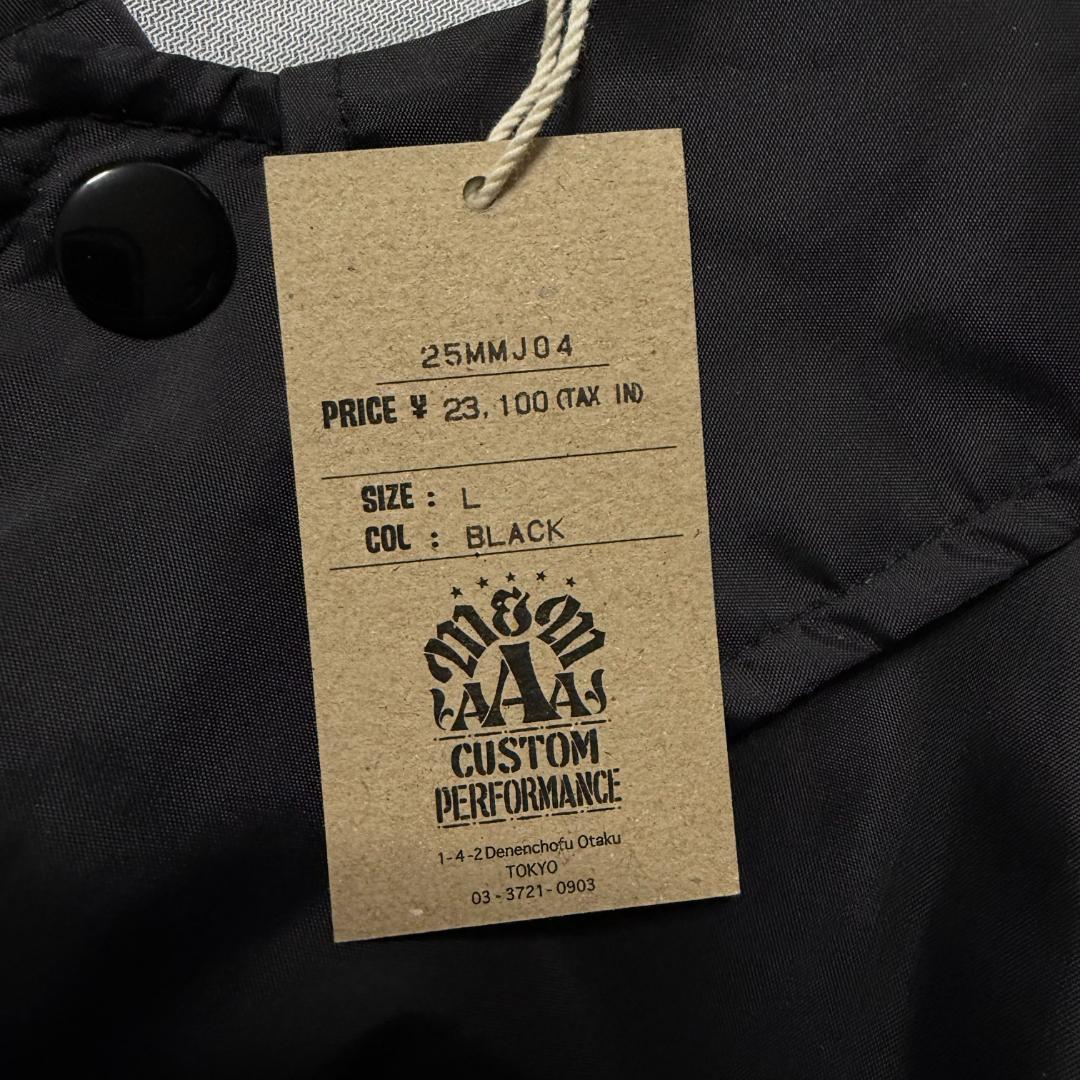 25MMJ04
PRICE ¥ 23,100 (TAX IN)
SIZE : L
COL : BLACK
M&M
AAA
CUSTOM
PERFORMANCE
1-4-2 Denenchofu Otaku
TOKYO
03-3721-0903